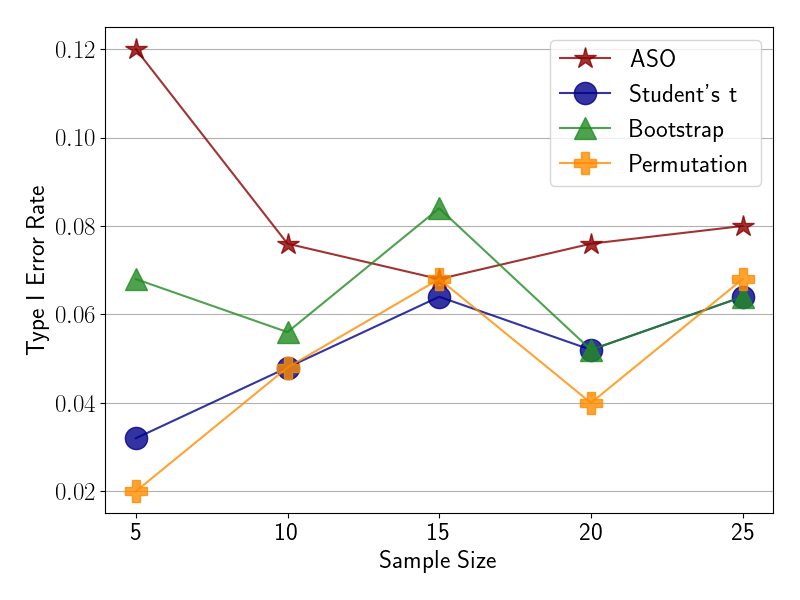 0.12
0.10
0.08
0.06
0.04
0.02
Type I Error Rate
ASO
Student's t
Bootstrap
Permutation
5 10 15 20 25
Sample Size